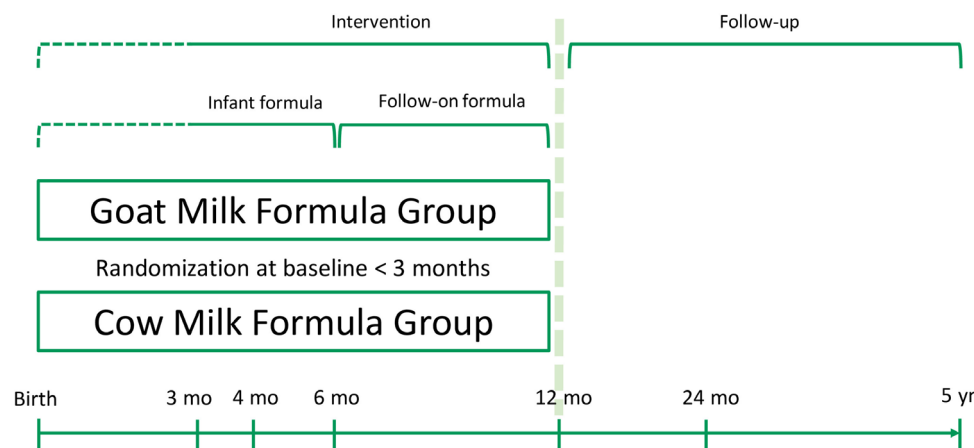 Intervention
Follow-up
Infant formula
Follow-on formula
Goat Milk Formula Group
Randomization at baseline < 3 months
Cow Milk Formula Group
Birth
3 mo
4 mo
6 mo
12 mo
24 mo
5 yr